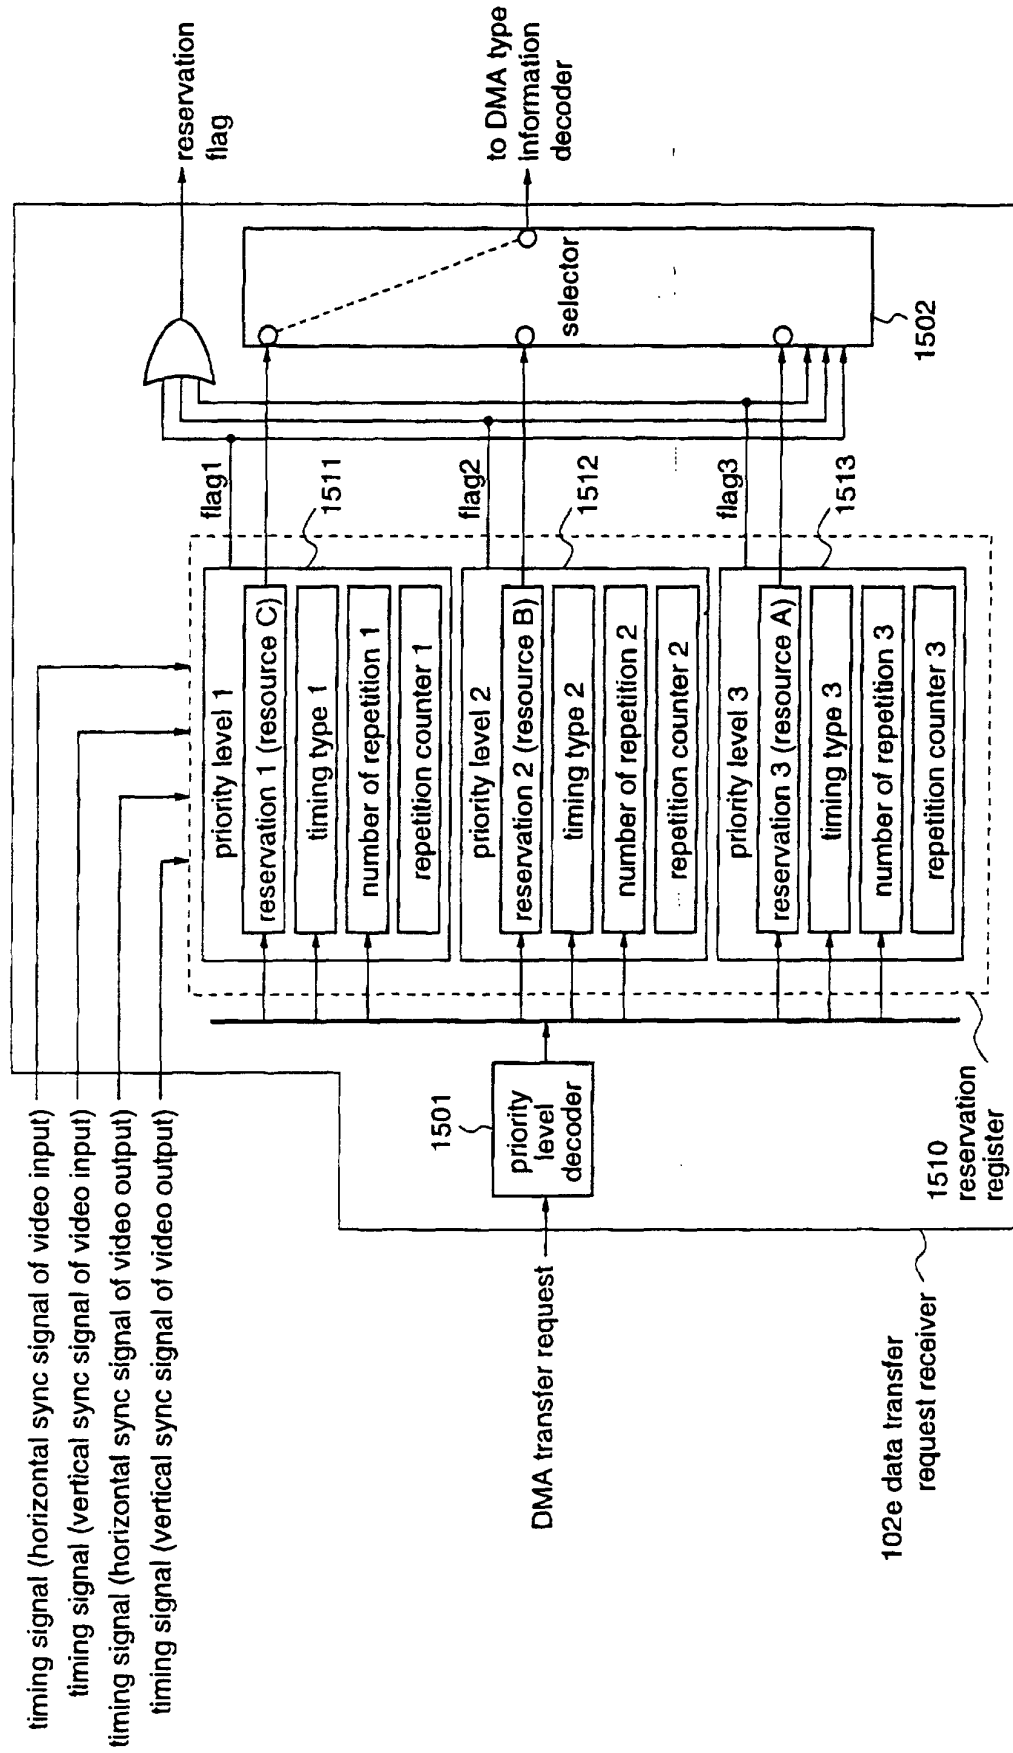 timing signal (horizontal sync signal of video input)
timing signal (vertical sync signal of video input)
timing signal (horizontal sync signal of video output)
timing signal (vertical sync signal of video output)
reservation
flag
flag1
1511
priority level 1
reservation 1 (resource C)
timing type 1
number of repetition 1
repetition counter 1
flag2
1512
priority level 2
reservation 2 (resource B)
timing type 2
number of repetition 2
repetition counter 2
flag3
1513
priority level 3
reservation 3 (resource A)
timing type 3
number of repetition 3
repetition counter 3
selector
1502
to DMA type
information
decoder
1501
priority
level
decoder
DMA transfer request
1510
reservation
register
102e data transfer
request receiver